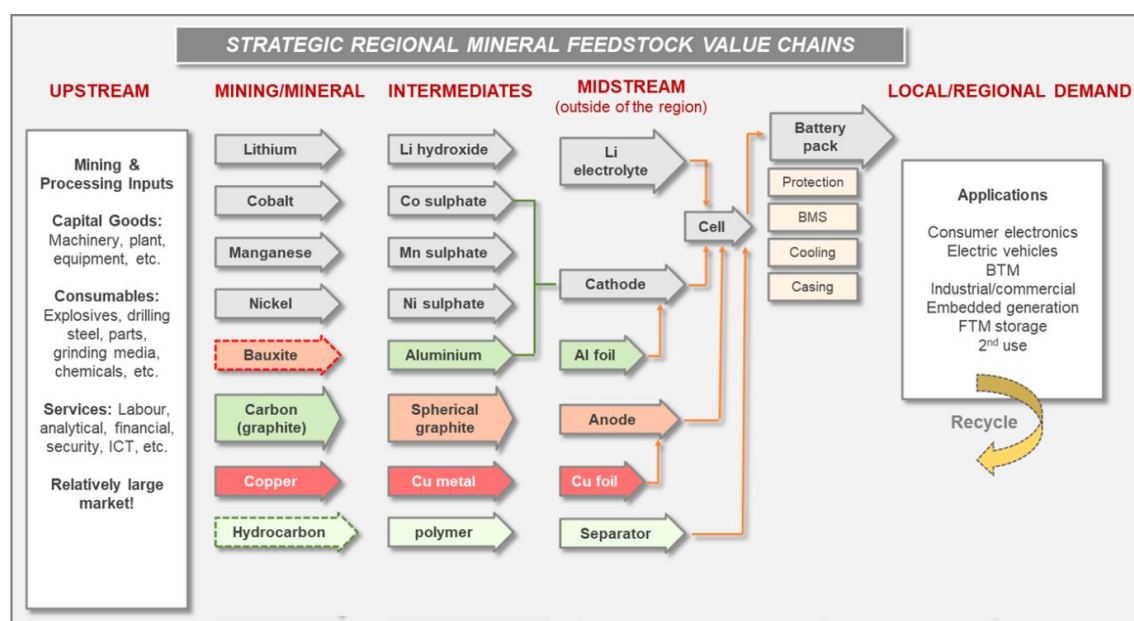 STRATEGIC REGIONAL MINERAL FEEDSTOCK VALUE CHAINS
UPSTREAM
Mining &
Processing Inputs
Capital Goods:
Machinery, plant,
equipment, etc.
Consumables:
Explosives, drilling
steel, parts,
grinding media,
chemicals, etc.
Services: Labour,
analytical, financial,
security, ICT, etc.
Relatively large
market!
MINING/MINERAL
Lithium
Cobalt
Manganese
Nickel
Bauxite
Carbon
(graphite)
Copper
Hydrocarbon
INTERMEDIATES
Li hydroxide
Co sulphate
Mn sulphate
Ni sulphate
Aluminium
Spherical
graphite
Cu metal
polymer
MIDSTREAM
(outside of the region)
Li
electrolyte
Cathode
Al foil
Anode
Cu foil
Separator
Cell
Battery
pack
Protection
BMS
Cooling
Casing
LOCAL/REGIONAL DEMAND
Applications
Consumer electronics
Electric vehicles
BTM
Industrial/commercial
Embedded generation
FTM storage
2nd use
Recycle